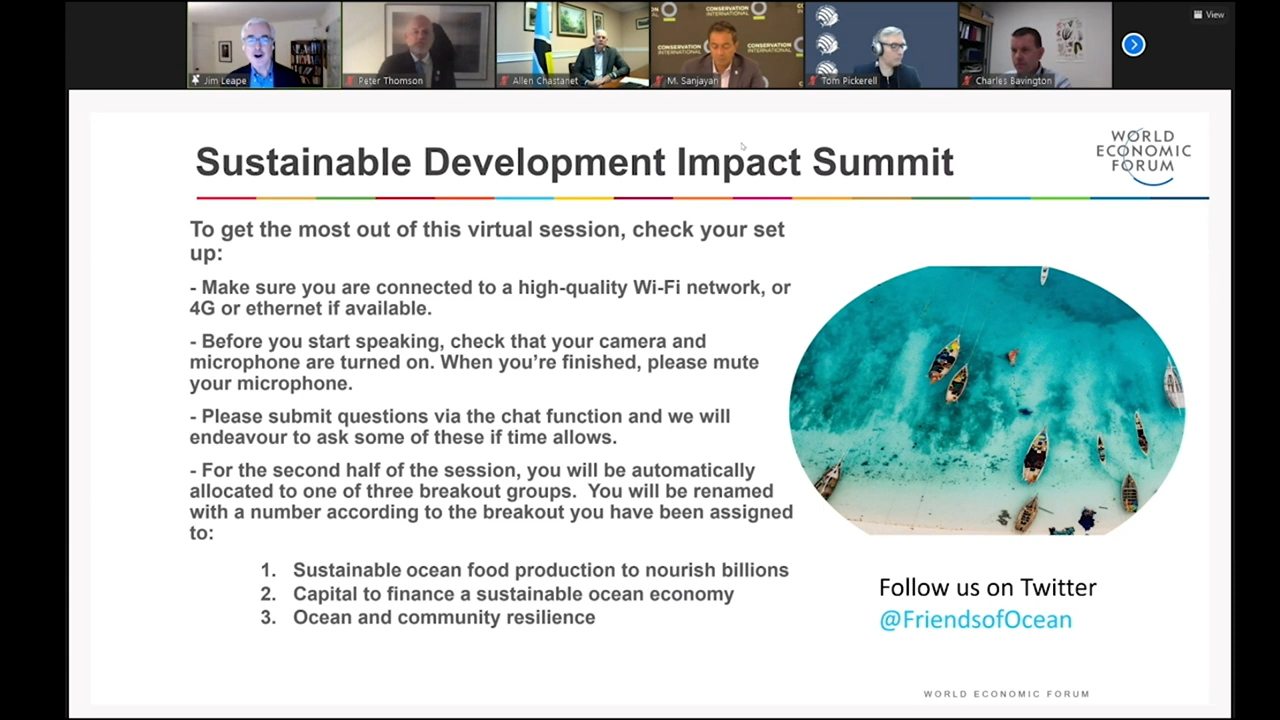 View
CONSERVATION
INTERNATIONAL
CONSERVATION
INTERNATIONAL
Jim Leape
Peter Thomson
Allen Chastanet
M. Sanjayan
Tom Pickerell
Charles Bavington
Sustainable Development Impact Summit
WORLD
ECONOMIC
FORUM
To get the most out of this virtual session, check your set
up:
- Make sure you are connected to a high-quality Wi-Fi network, or
4G or ethernet if available.
- Before you start speaking, check that your camera and
microphone are turned on. When you’re finished, please mute
your microphone.
- Please submit questions via the chat function and we will
endeavour to ask some of these if time allows.
- For the second half of the session, you will be automatically
allocated to one of three breakout groups. You will be renamed
with a number according to the breakout you have been assigned
to:
1. Sustainable ocean food production to nourish billions
2. Capital to finance a sustainable ocean economy
3. Ocean and community resilience
Follow us on Twitter
@FriendsofOcean
WORLD ECONOMIC FORUM